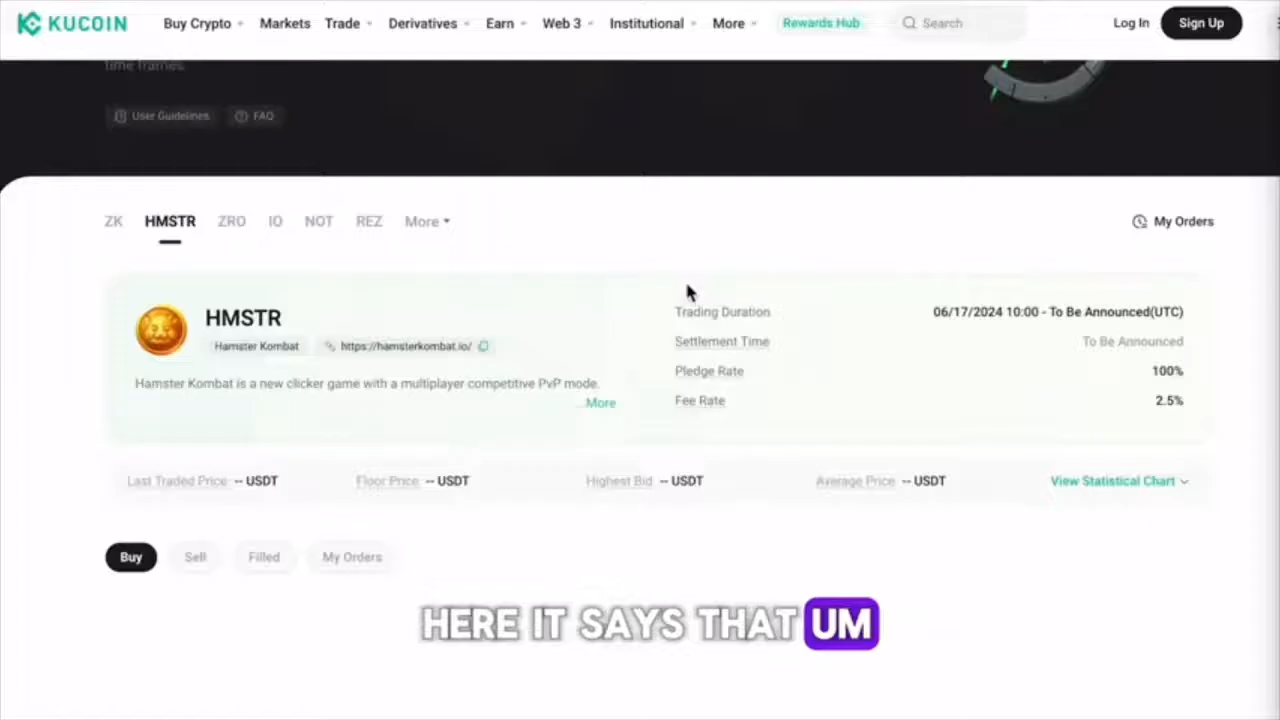 KUCOIN Buy Crypto Markets Trade Derivatives Earn Web 3 Institutional More Rewards Hub Search Log In Sign Up
time frames.
User Guidelines FAQ
ZK HMSTR ZRO IO NOT REZ More My Orders
HMSTR
Hamster Kombat https://hamsterkombat.io/
Hamster Kombat is a new clicker game with a multiplayer competitive PvP mode.
...More
Trading Duration 06/17/2024 10:00 - To Be Announced(UTC)
Settlement Time To Be Announced
Pledge Rate 100%
Fee Rate 2.5%
Last Traded Price -- USDT Floor Price -- USDT Highest Bid -- USDT Average Price -- USDT View Statistical Chart
Buy Sell Filled My Orders
HERE IT SAYS THAT UM